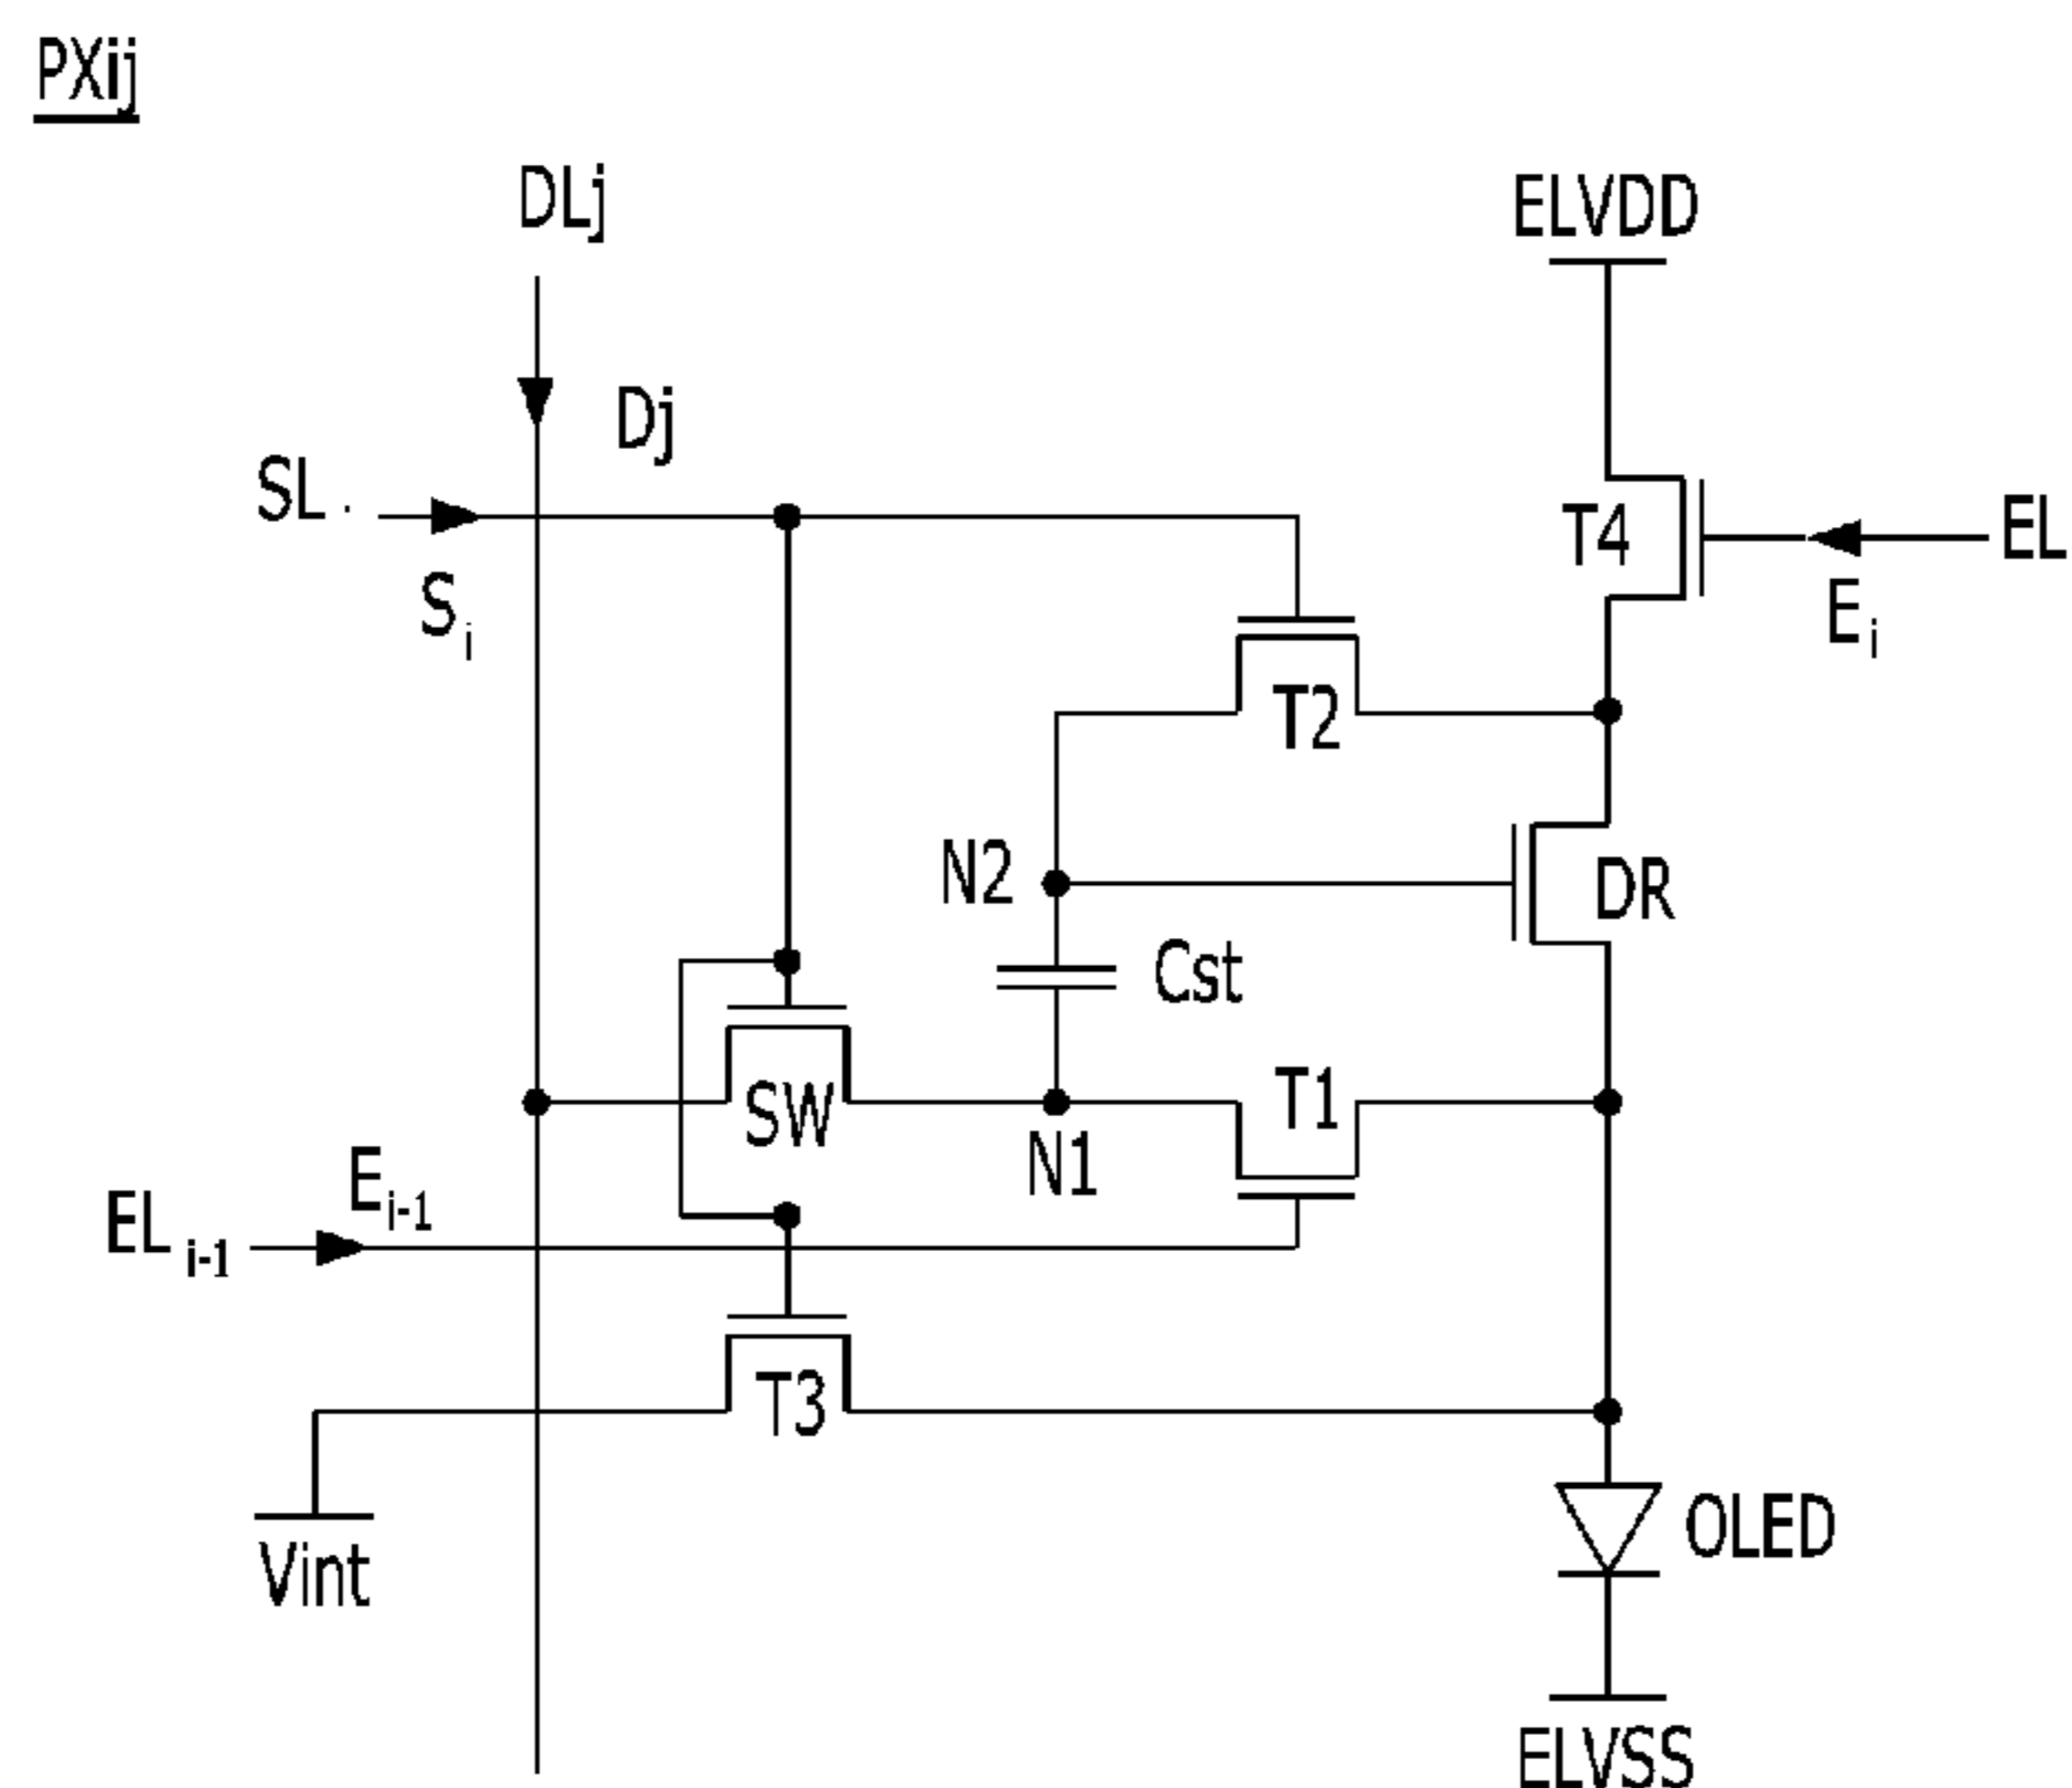 PXij
DLj
ELVDD
Dj
SL
EL
T4
Si
Ei
T2
N2
DR
Cst
SW
T1
N1
Ei-1
ELi-1
T3
OLED
Vint
ELVSS